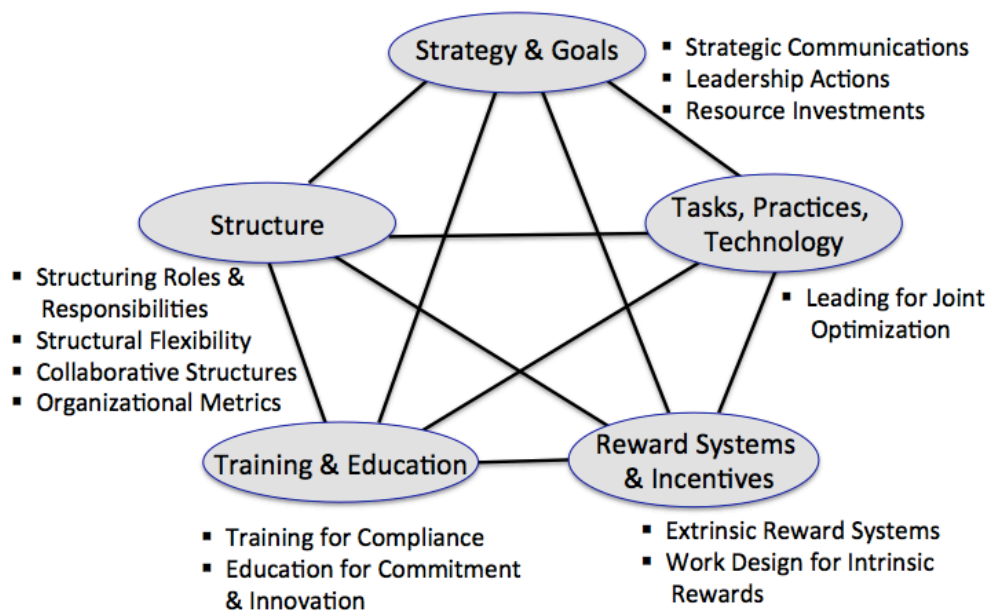 Strategy & Goals
▪ Strategic Communications
▪ Leadership Actions
▪ Resource Investments
Structure
Tasks, Practices,
Technology
▪ Structuring Roles &
Responsibilities
▪ Structural Flexibility
▪ Collaborative Structures
▪ Organizational Metrics
▪ Leading for Joint
Optimization
Training & Education
Reward Systems
& Incentives
▪ Training for Compliance
▪ Education for Commitment
& Innovation
▪ Extrinsic Reward Systems
▪ Work Design for Intrinsic
Rewards